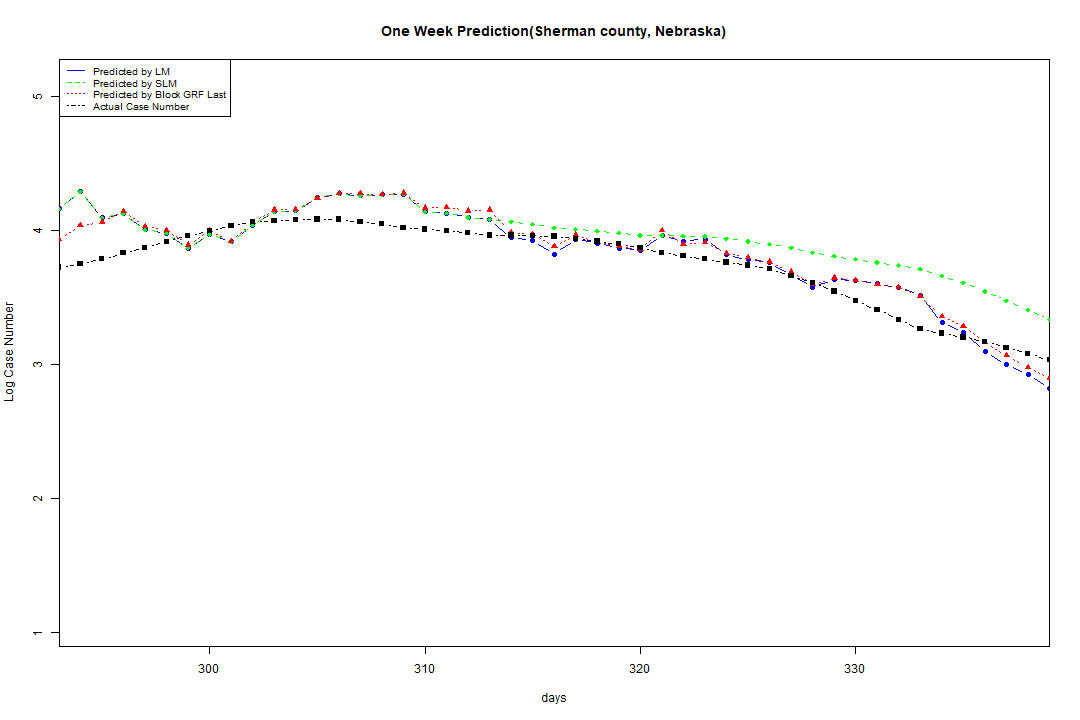 One Week Prediction(Sherman county, Nebraska)
Predicted by LM
Predicted by SLM
Predicted by Block GRF Last
Actual Case Number
5
4
3
2
1
Log Case Number
300
310
320
330
days